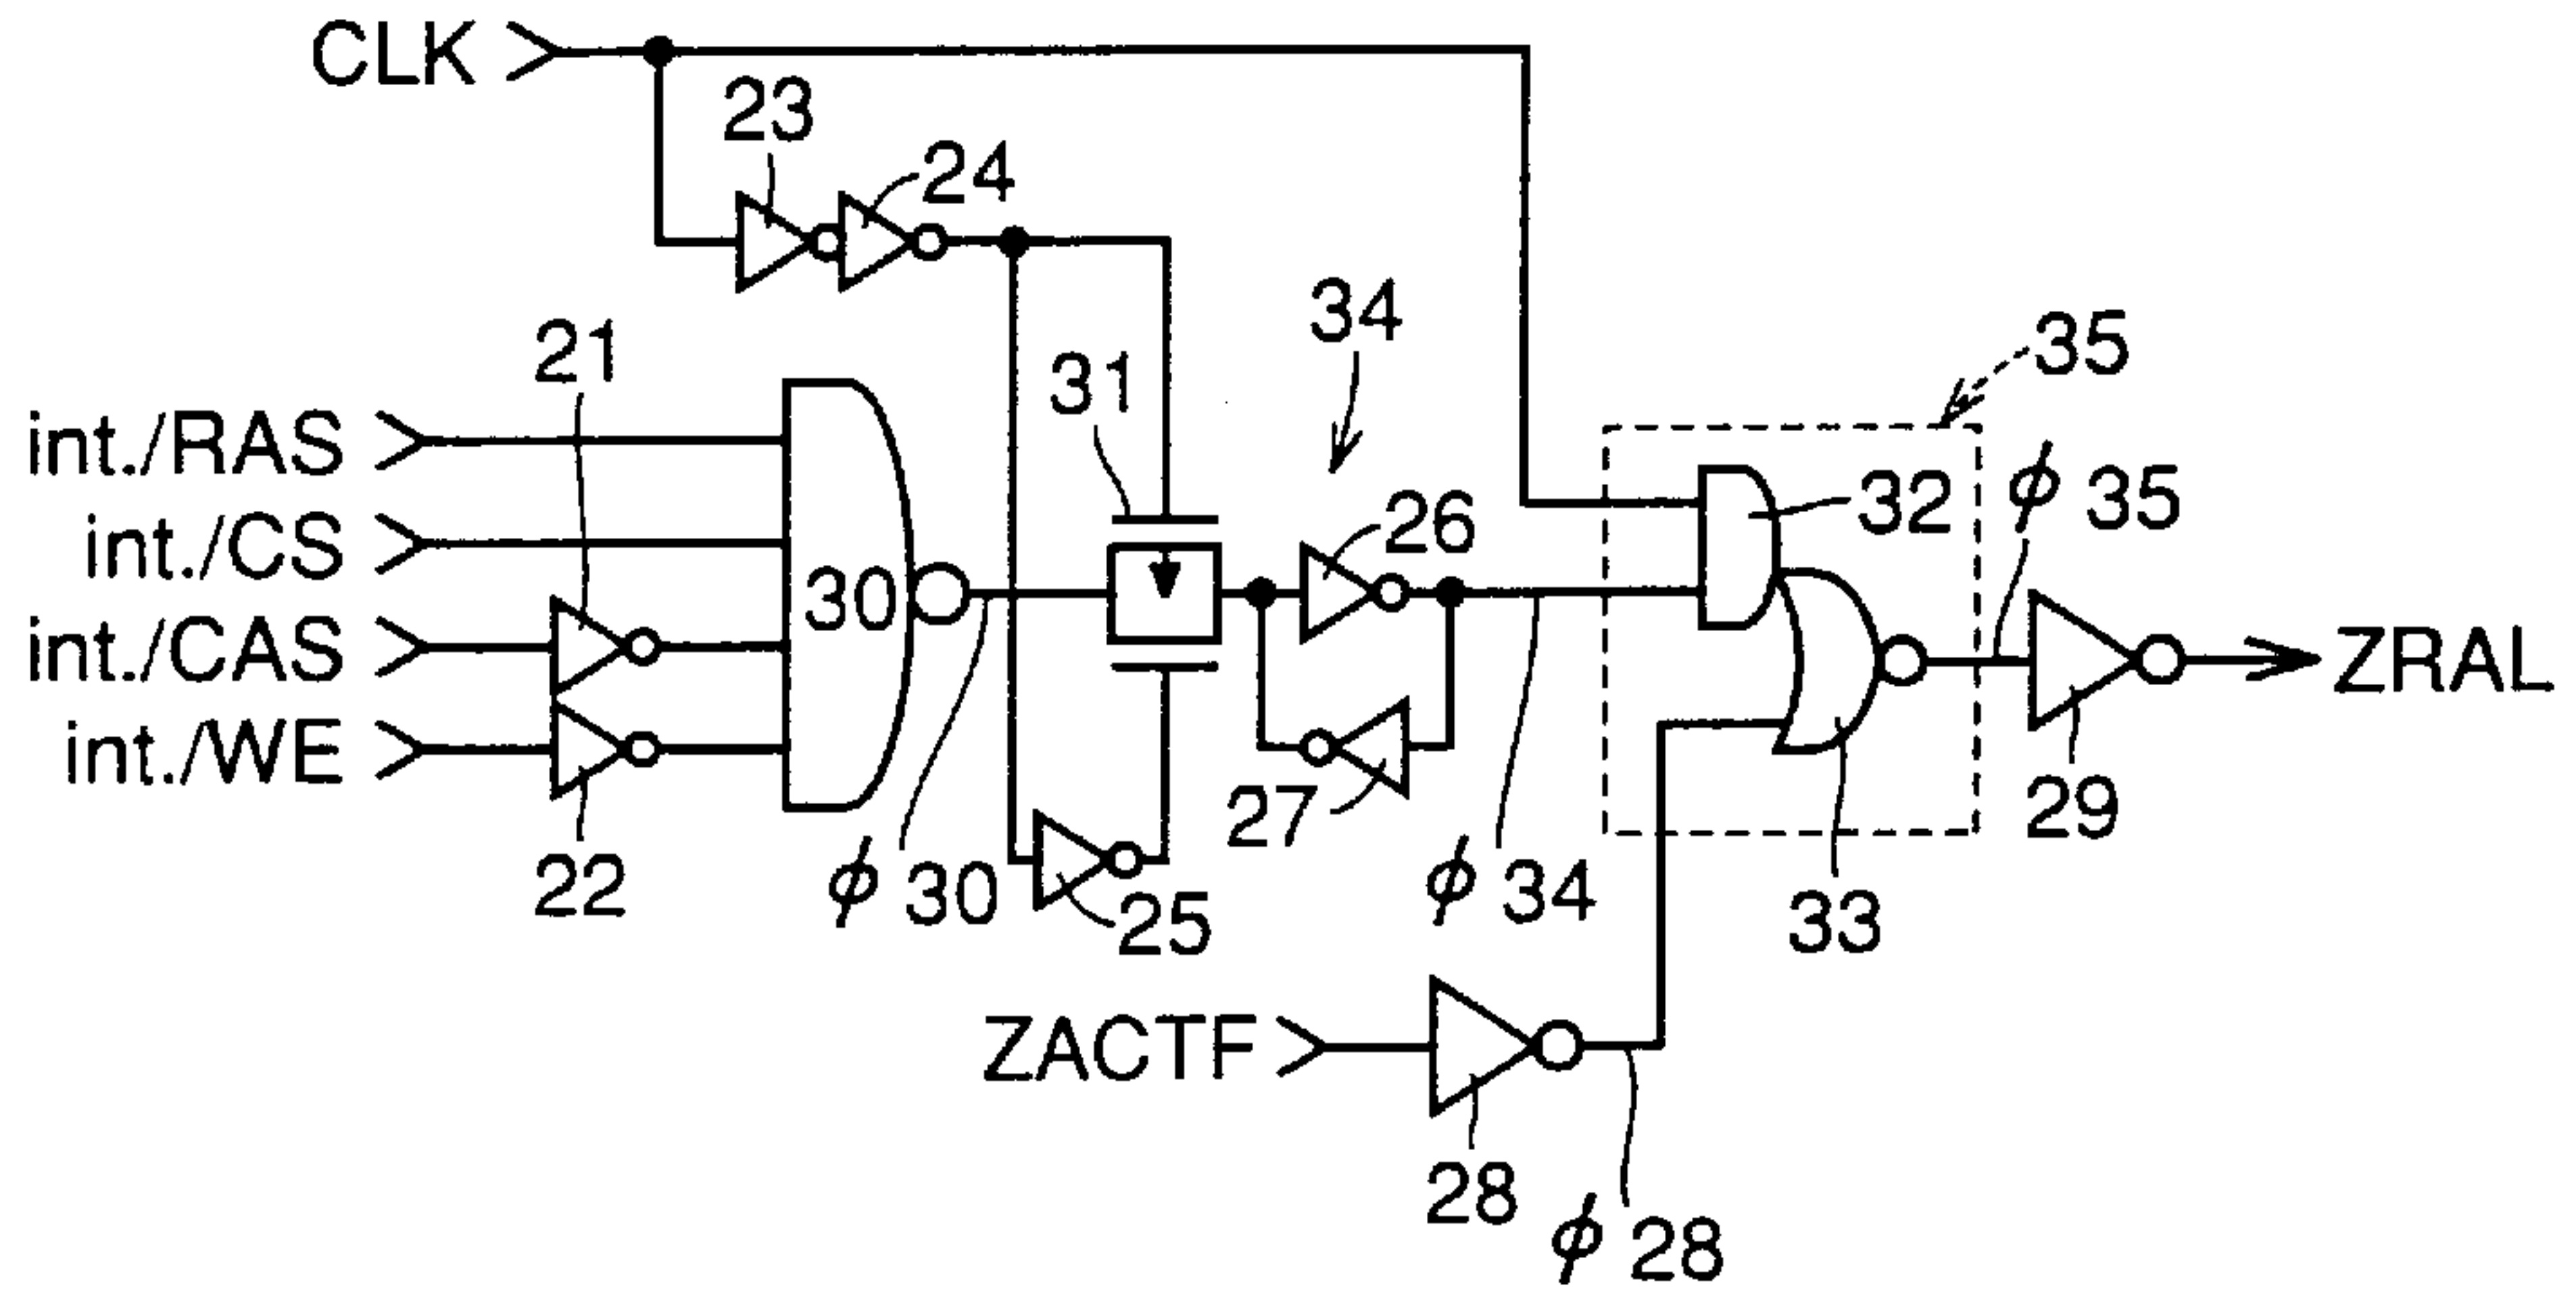 CLK
23
24
21
34
31
35
int./RAS
ϕ 35
32
26
int./CS
30
int./CAS
ZRAL
int./WE
27
29
22
ϕ 30
25
ϕ 34
33
ZACTF
28
ϕ 28